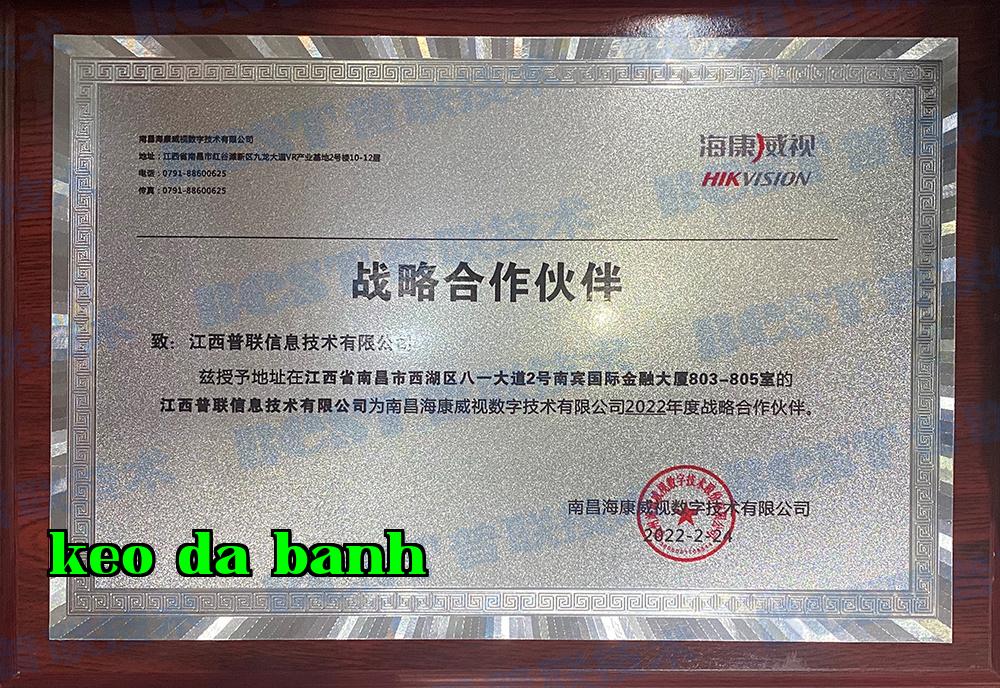 南昌海康威视数字技术有限公司
地址：江西省南昌市红谷滩新区九龙大道VR产业基地2号楼10-12层
电话：0791-88600625
传真：0791-88600625
海康威视
HIKVISION
战略合作伙伴
致：江西普联信息技术有限公司
兹授予地址在江西省南昌市西湖区八一大道2号南宾国际金融大厦803-805室的
江西普联信息技术有限公司为南昌海康威视数字技术有限公司2022年度战略合作伙伴。
南昌海康威视数字技术有限公司
2022-2-24
keo da banh